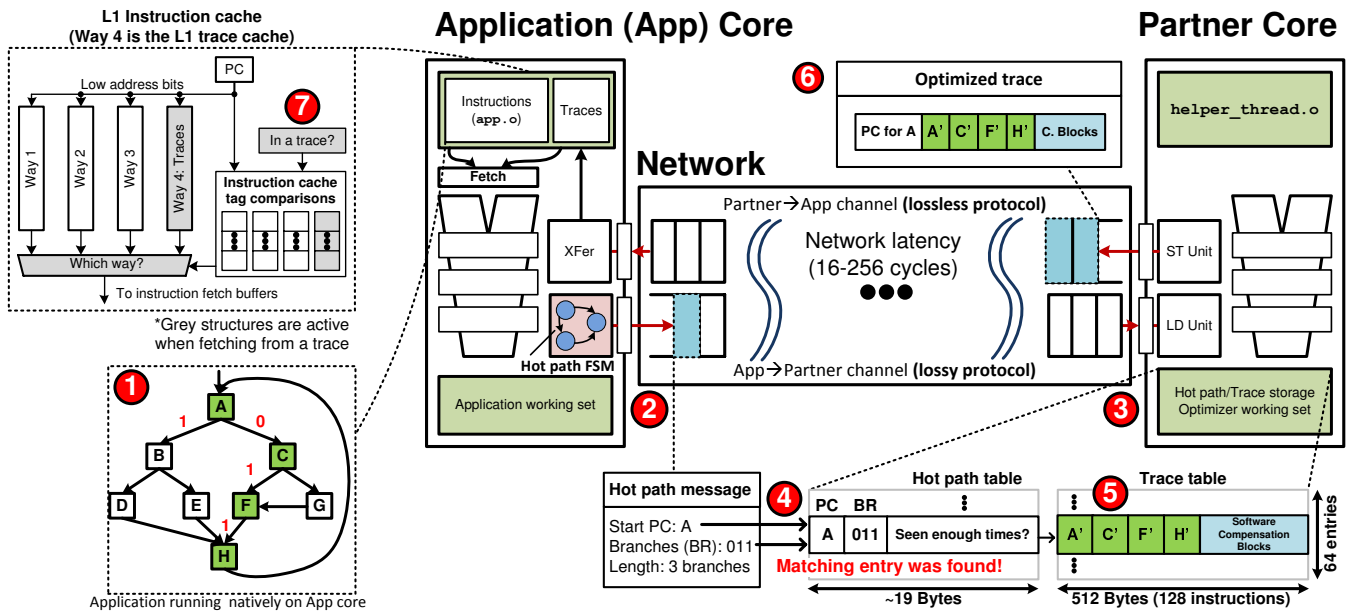 L1 Instruction cache
(Way 4 is the L1 trace cache)
PC
Low address bits
7
In a trace?
Way 1
Way 2
Way 3
Way 4: Traces
Instruction cache
tag comparisons
Which way?
To instruction fetch buffers
*Grey structures are active
when fetching from a trace
1
A
1
0
B
C
1
D
E
F
G
1
H
Application running natively on App core
Application (App) Core
Instructions
(app.o)
Traces
Fetch
XFer
Hot path FSM
Application working set
2
Network
Partner→App channel (lossless protocol)
Network latency
(16-256 cycles)
App→Partner channel (lossy protocol)
6
Optimized trace
PC for A
A'
C'
F'
H'
C. Blocks
Partner Core
helper_thread.o
ST Unit
LD Unit
3
Hot path/Trace storage
Optimizer working set
Hot path message
Start PC: A
Branches (BR): 011
Length: 3 branches
4
Hot path table
PC
BR
A
011
Seen enough times?
Matching entry was found!
~19 Bytes
5
Trace table
A'
C'
F'
H'
Software
Compensation
Blocks
64 entries
512 Bytes (128 instructions)